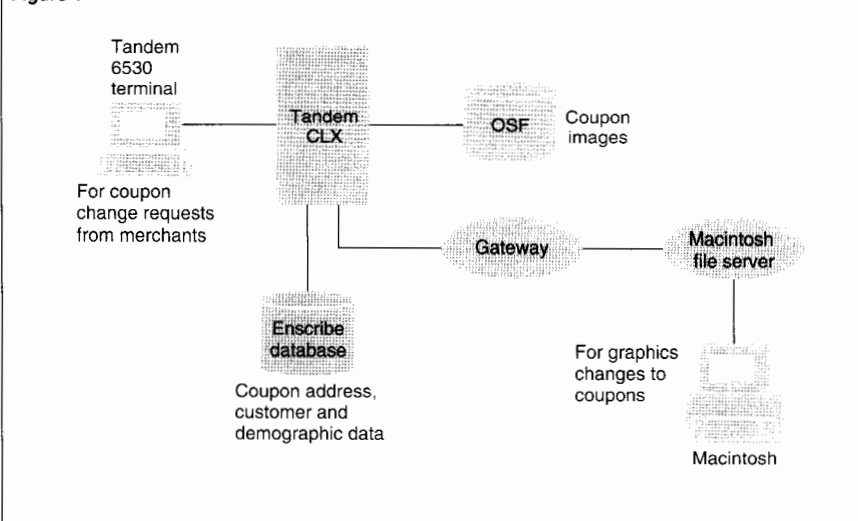 Tandem
6530
terminal
Tandem
CLX
OSF
Coupon
images
For coupon
change requests
from merchants
Gateway
Macintosh
file server
Enscribe
database
Coupon address,
customer and
demographic data
For graphics
changes to
coupons
Macintosh